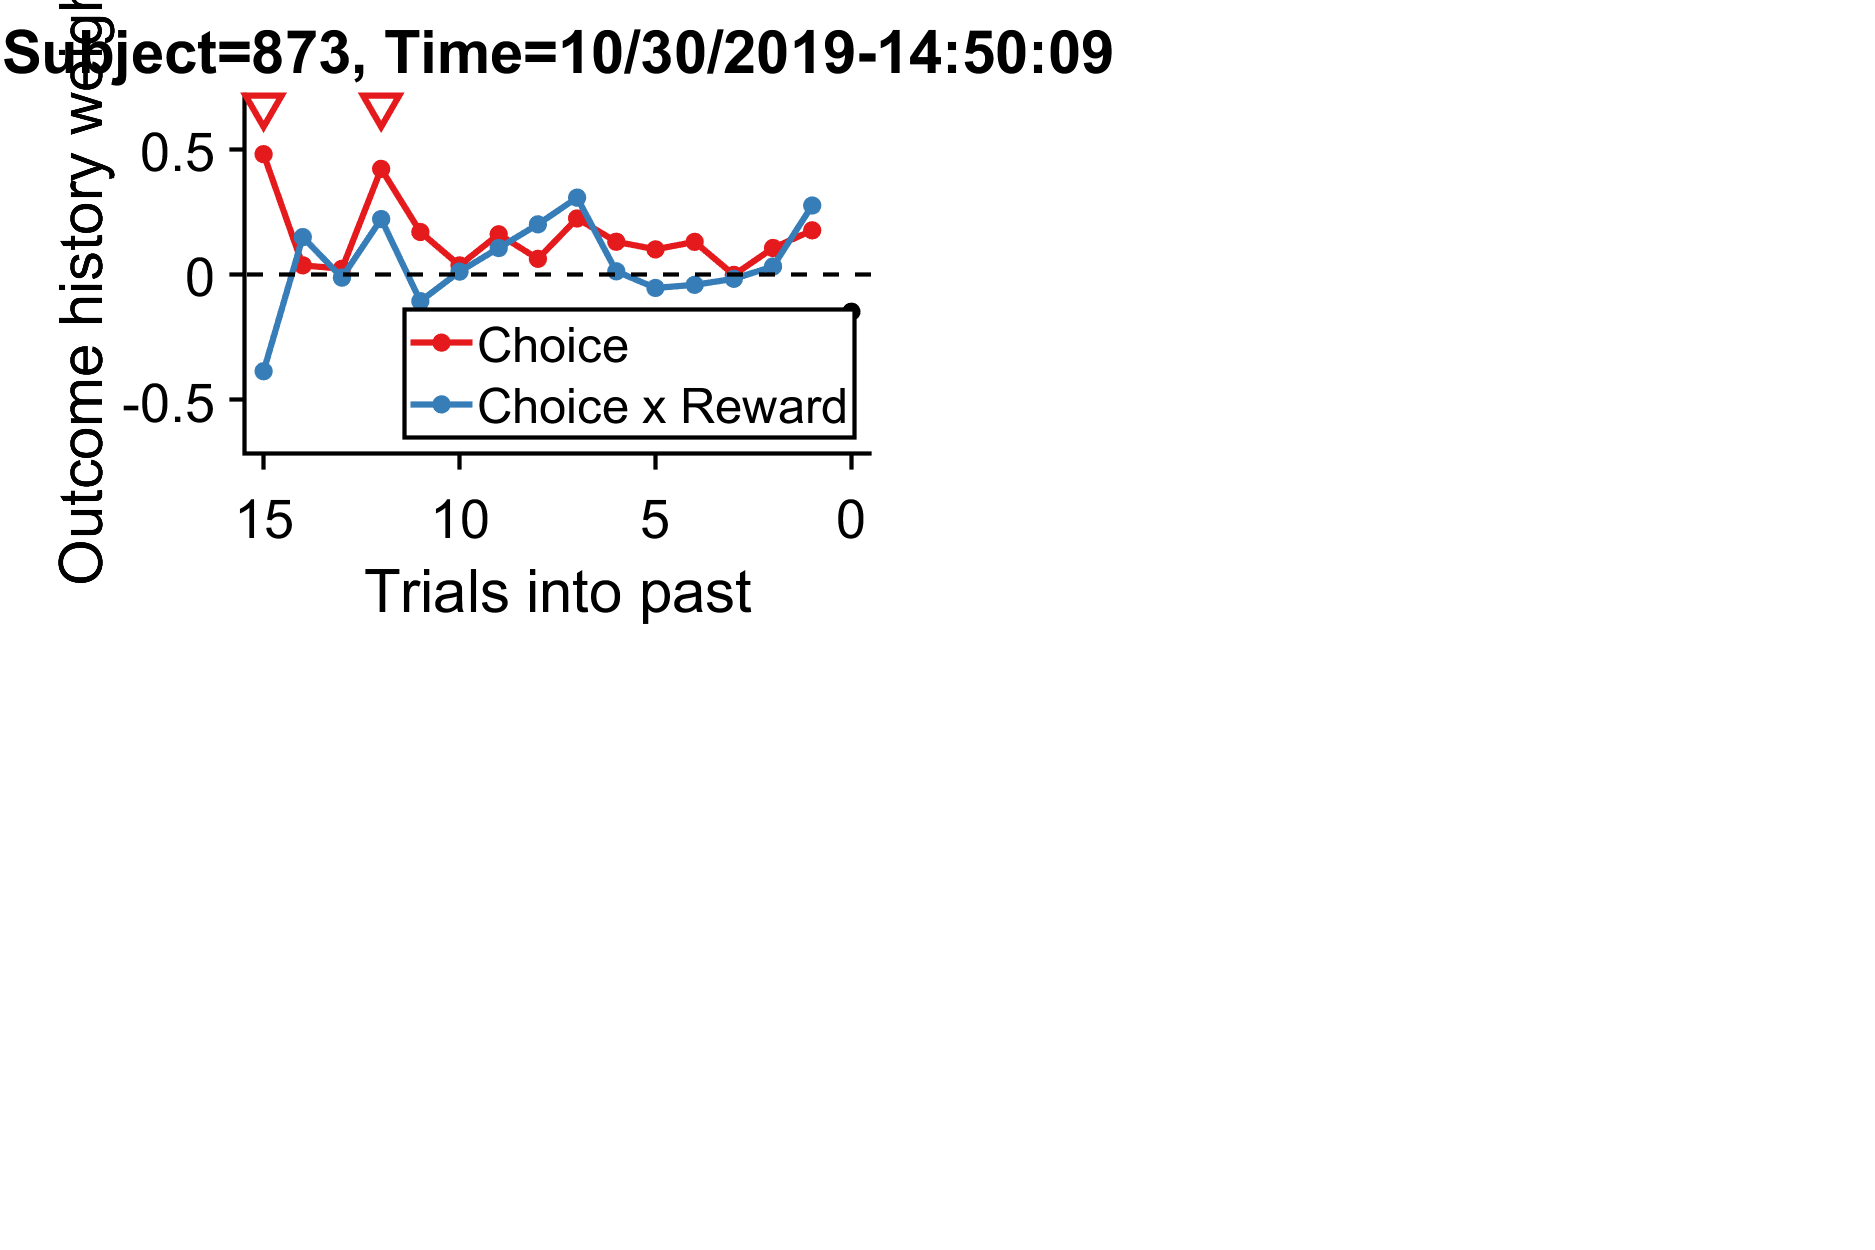 Subject=873, Time=10/30/2019-14:50:09
Outcome history
0.5
0
-0.5
Choice
Choice x Reward
15 10 5 0
Trials into past